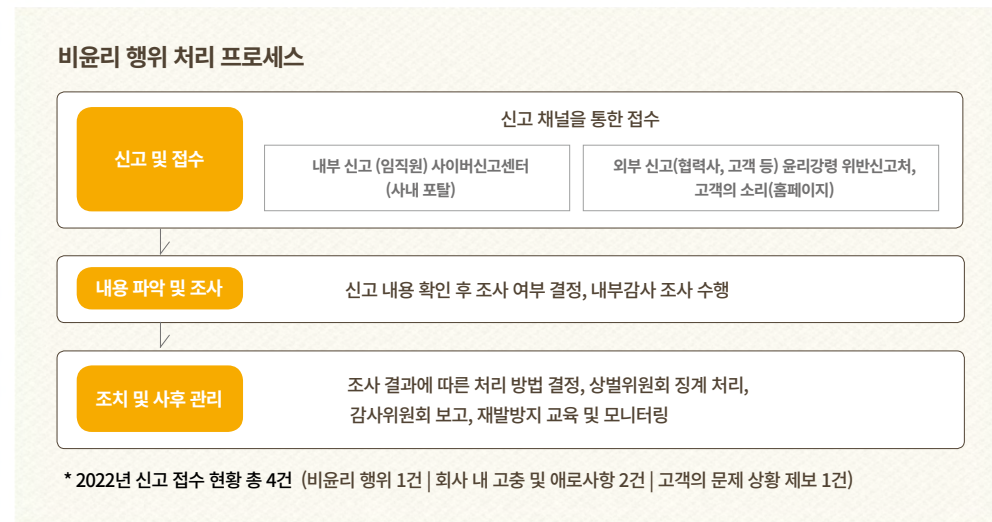 비윤리 행위 처리 프로세스
신고 및 접수
신고 채널을 통한 접수
내부 신고 (임직원) 사이버신고센터
(사내 포탈)
외부 신고(협력사, 고객 등) 윤리강령 위반신고처,
고객의 소리(홈페이지)
내용 파악 및 조사
신고 내용 확인 후 조사 여부 결정, 내부감사 조사 수행
조치 및 사후 관리
조사 결과에 따른 처리 방법 결정, 상벌위원회 징계 처리,
감사위원회 보고, 재발방지 교육 및 모니터링
* 2022년 신고 접수 현황 총 4건 (비윤리 행위 1건 | 회사 내 고충 및 애로사항 2건 | 고객의 문제 상황 제보 1건)